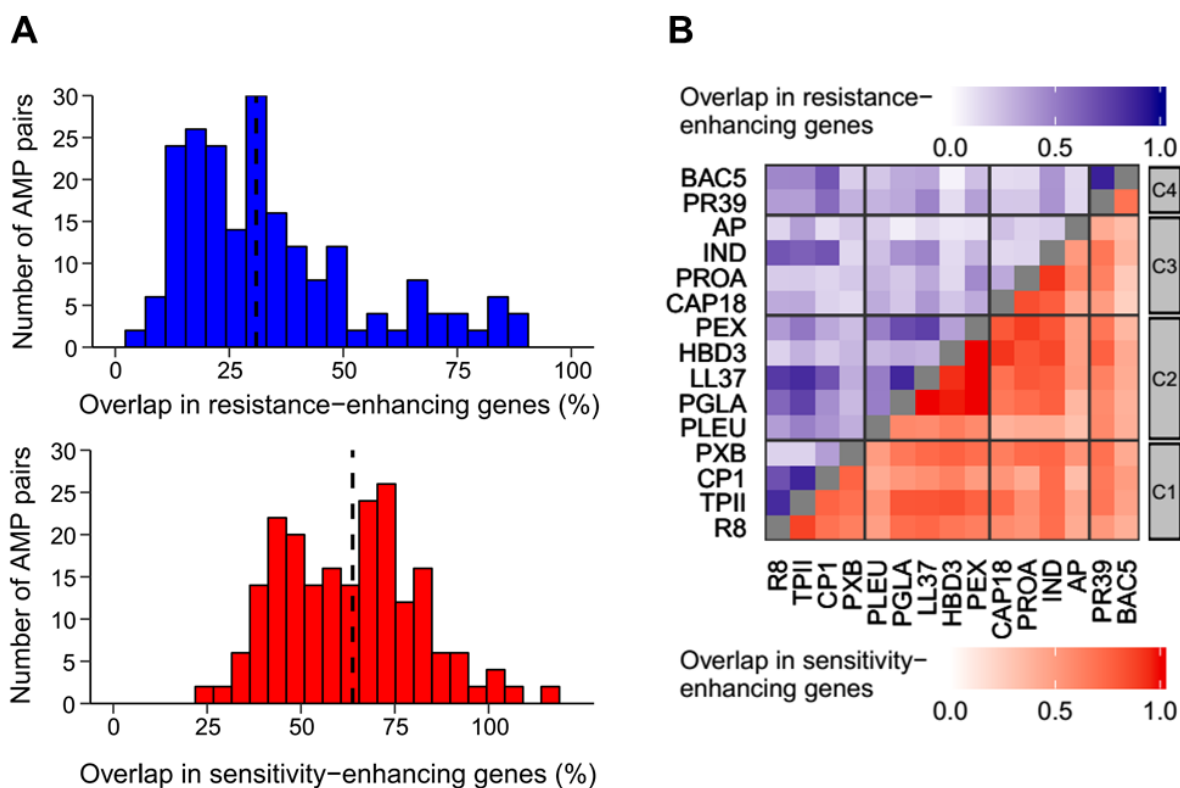 A
30
25
20
15
10
5
0
Number of AMP pairs
0 25 50 75 100
Overlap in resistance−enhancing genes (%)
30
25
20
15
10
5
0
Number of AMP pairs
0 25 50 75 100
Overlap in sensitivity−enhancing genes (%)
B
Overlap in resistance−
enhancing genes
0.0 0.5 1.0
BAC5
PR39
AP
IND
PROA
CAP18
PEX
HBD3
LL37
PGLA
PLEU
PXB
CP1
TPII
R8
C4
C3
C2
C1
R8 TPII CP1 PXB PLEU PGLA LL37 HBD3 PEX CAP18 PROA IND AP PR39 BAC5
Overlap in sensitivity−
enhancing genes
0.0 0.5 1.0